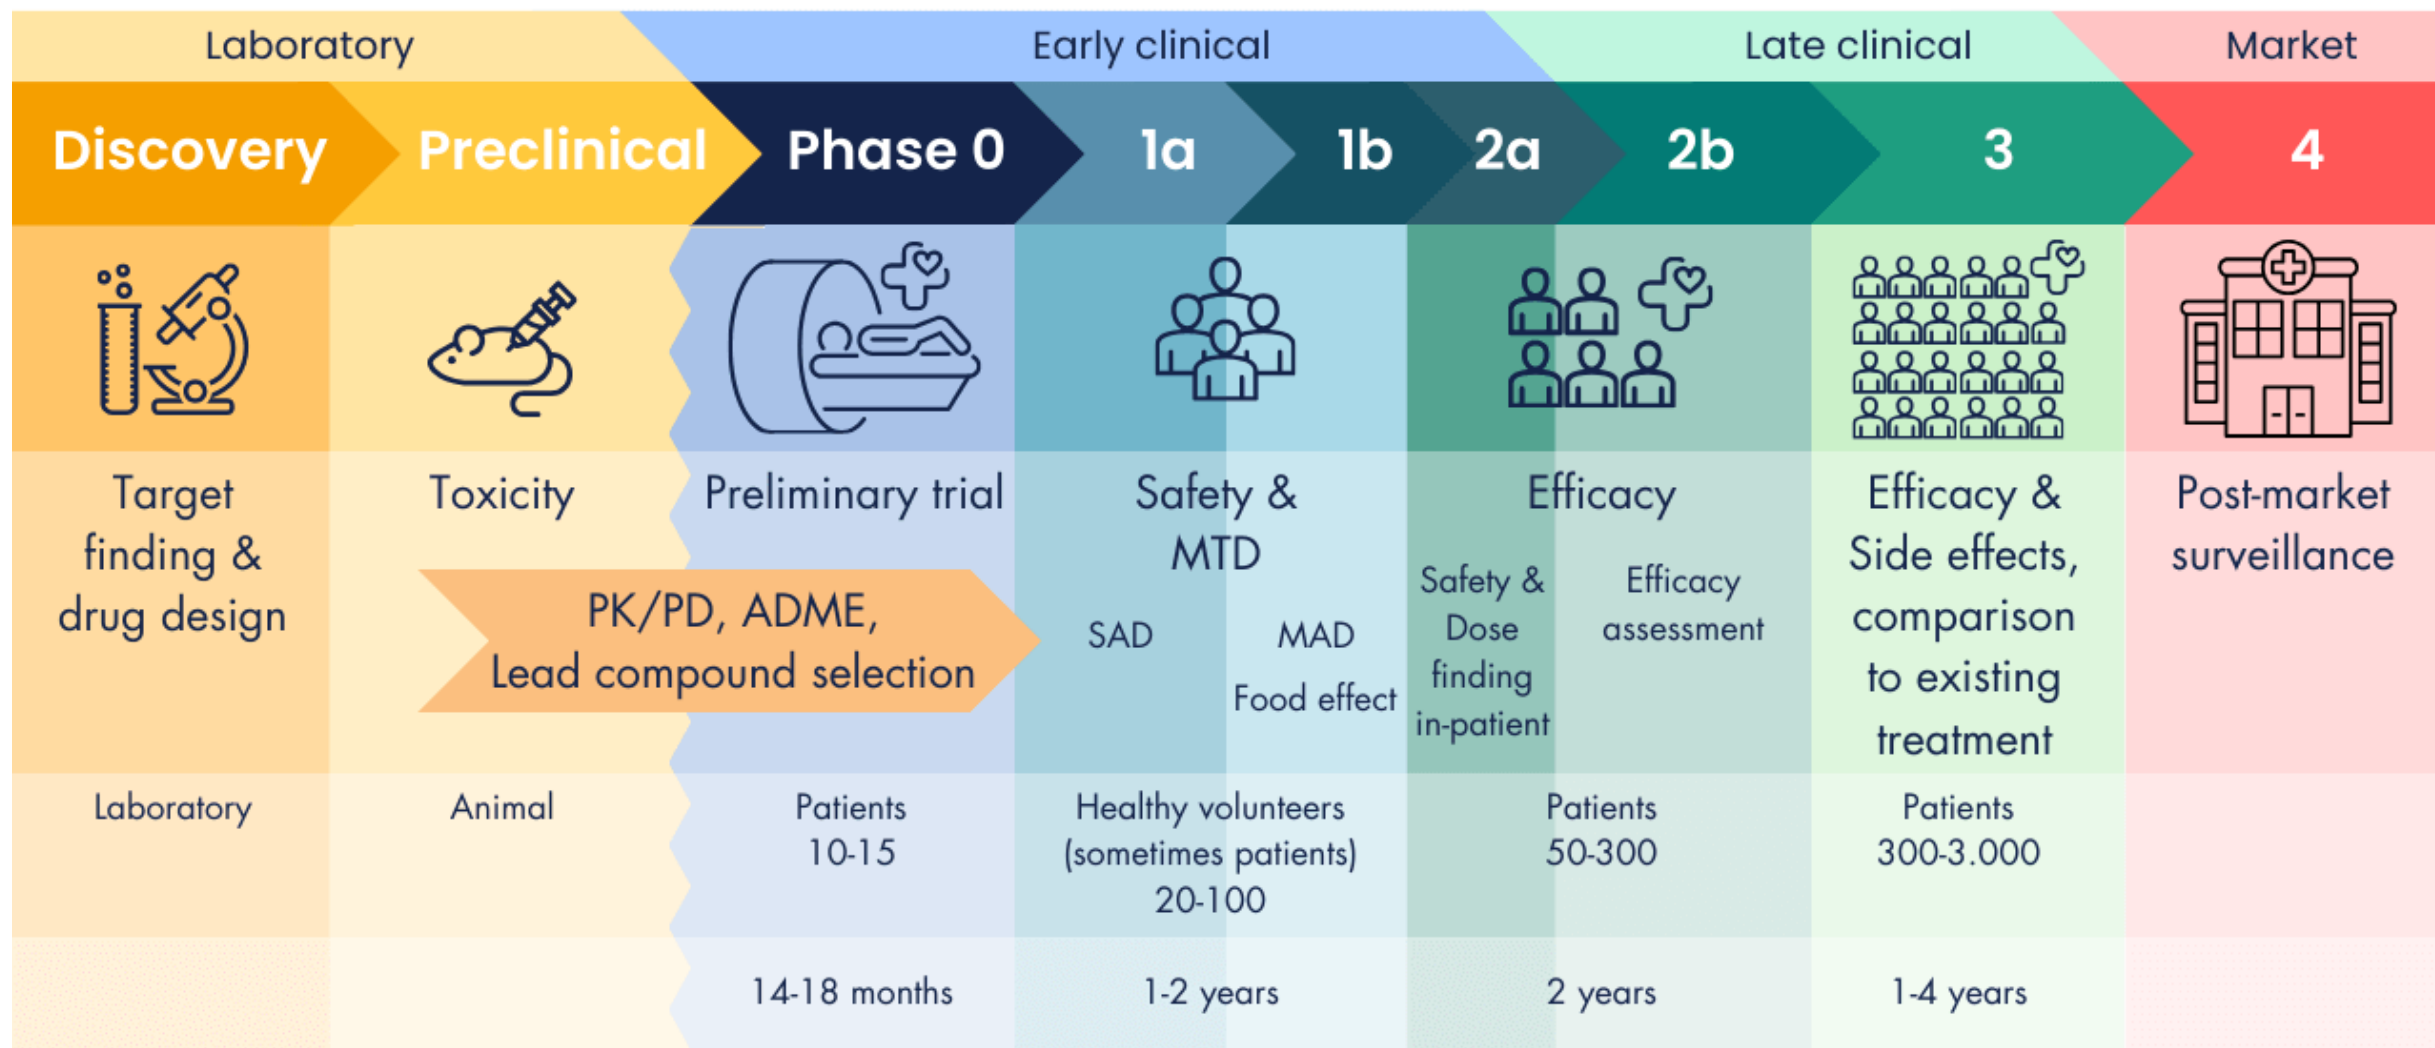 Laboratory
Early clinical
Late clinical
Market
Discovery
Preclinical
Phase 0
1a
1b
2a
2b
3
4
Target
finding &
drug design
Toxicity
Preliminary trial
PK/PD, ADME,
Lead compound selection
Safety &
MTD
SAD
MAD
Food effect
Efficacy
Safety &
Dose
finding
in-patient
Efficacy
assessment
Efficacy &
Side effects,
comparison
to existing
treatment
Post-market
surveillance
Laboratory
Animal
Patients
10-15
Healthy volunteers
(sometimes patients)
20-100
Patients
50-300
Patients
300-3.000
14-18 months
1-2 years
2 years
1-4 years